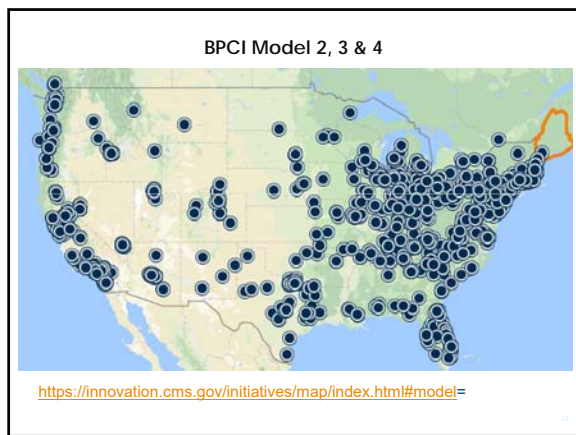 BPCI Model 2, 3 & 4
https://innovation.cms.gov/initiatives/map/index.html#model=